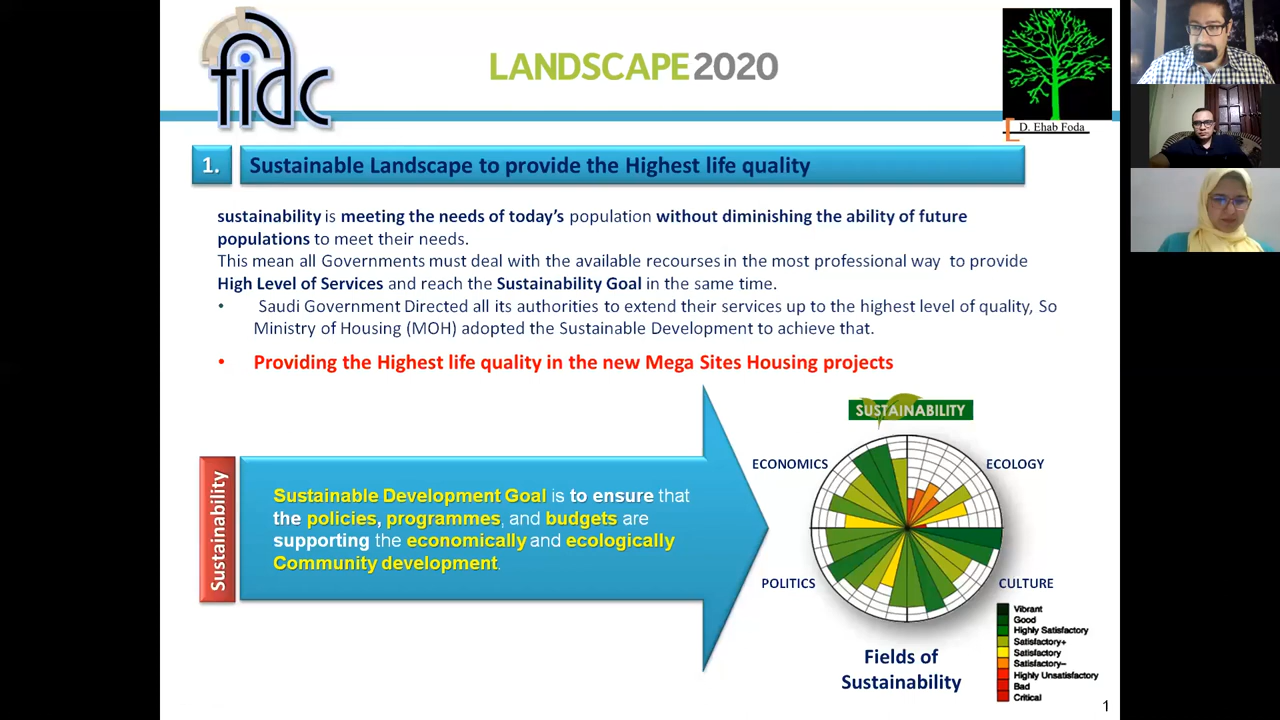 fidc
LANDSCAPE2020
D. Ehab Foda
1.
Sustainable Landscape to provide the Highest life quality
sustainability is meeting the needs of today's population without diminishing the ability of future
populations to meet their needs.
This mean all Governments must deal with the available recourses in the most professional way to provide
High Level of Services and reach the Sustainability Goal in the same time.
• Saudi Government Directed all its authorities to extend their services up to the highest level of quality, So
Ministry of Housing (MOH) adopted the Sustainable Development to achieve that.
• Providing the Highest life quality in the new Mega Sites Housing projects
Sustainability
Sustainable Development Goal is to ensure that
the policies, programmes, and budgets are
supporting the economically and ecologically
Community development.
SUSTAINABILITY
ECONOMICS
ECOLOGY
POLITICS
CULTURE
Vibrant
Good
Highly Satisfactory
Satisfactory+
Satisfactory
Satisfactory−
Highly Unsatisfactory
Bad
Critical
Fields of
Sustainability
1